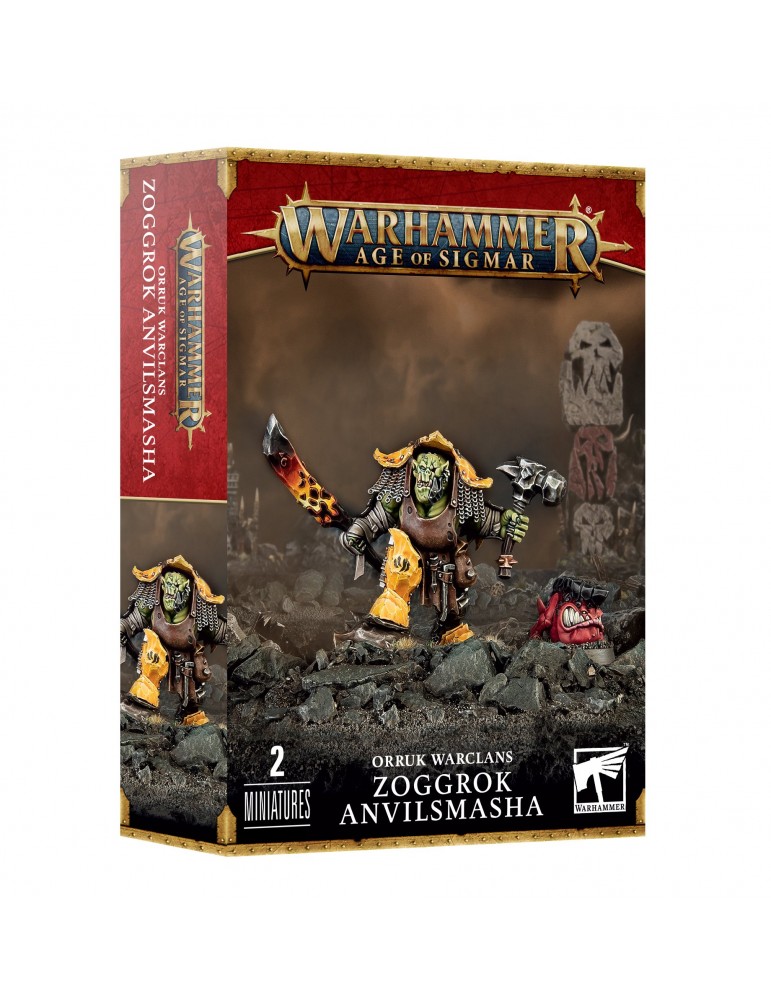 WARHAMMER®
AGE OF SIGMAR
ORRUK WARCLANS
ZOGGROK ANVILSMASHA
WARHAMMER
AGE OF SIGMAR
2
MINIATURES
ORRUK WARCLANS
ZOGGROK
ANVILSMASHA
WARHAMMER